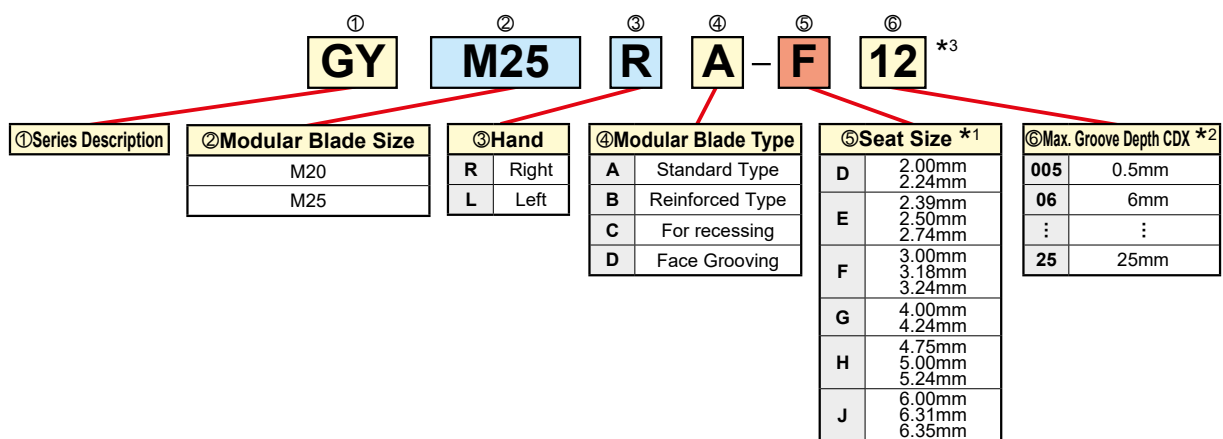 ① ② ③ ④ ⑤ ⑥
GY M25 R A – F 12 *3
①Series Description
②Modular Blade Size
M20
M25
③Hand
R Right
L Left
④Modular Blade Type
A Standard Type
B Reinforced Type
C For recessing
D Face Grooving
⑤Seat Size *1
D 2.00mm
2.24mm
E 2.39mm
2.50mm
2.74mm
F 3.00mm
3.18mm
3.24mm
G 4.00mm
4.24mm
H 4.75mm
5.00mm
5.24mm
J 6.00mm
6.31mm
6.35mm
⑥Max. Groove Depth CDX *2
005 0.5mm
06 6mm
⋮ ⋮
25 25mm